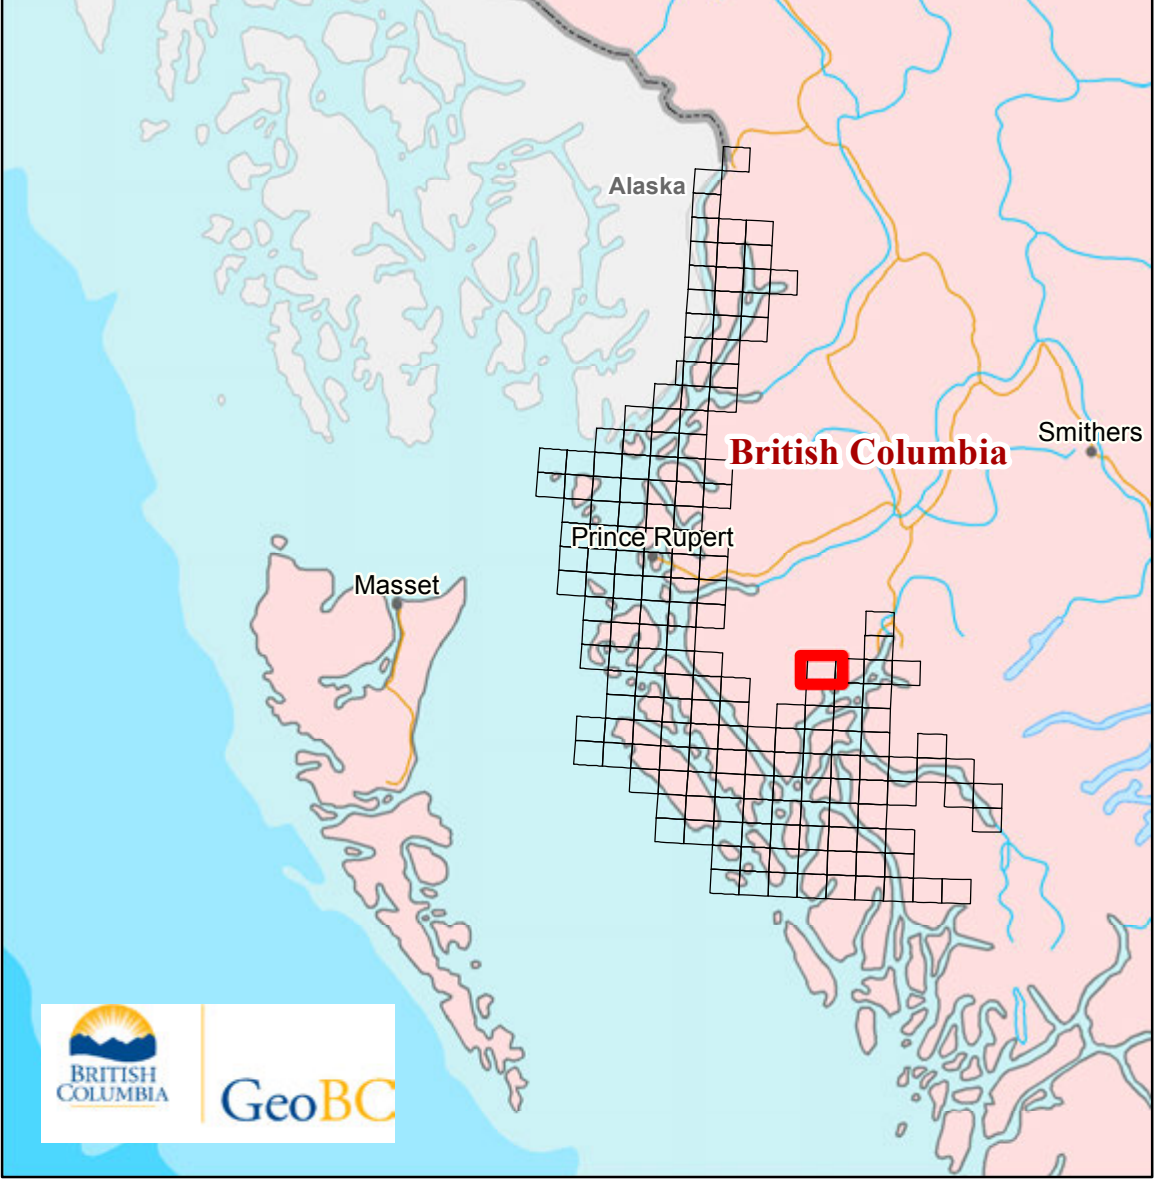 Alaska
Smithers
British Columbia
Prince Rupert
Masset
BRITISH
COLUMBIA
GeoBC